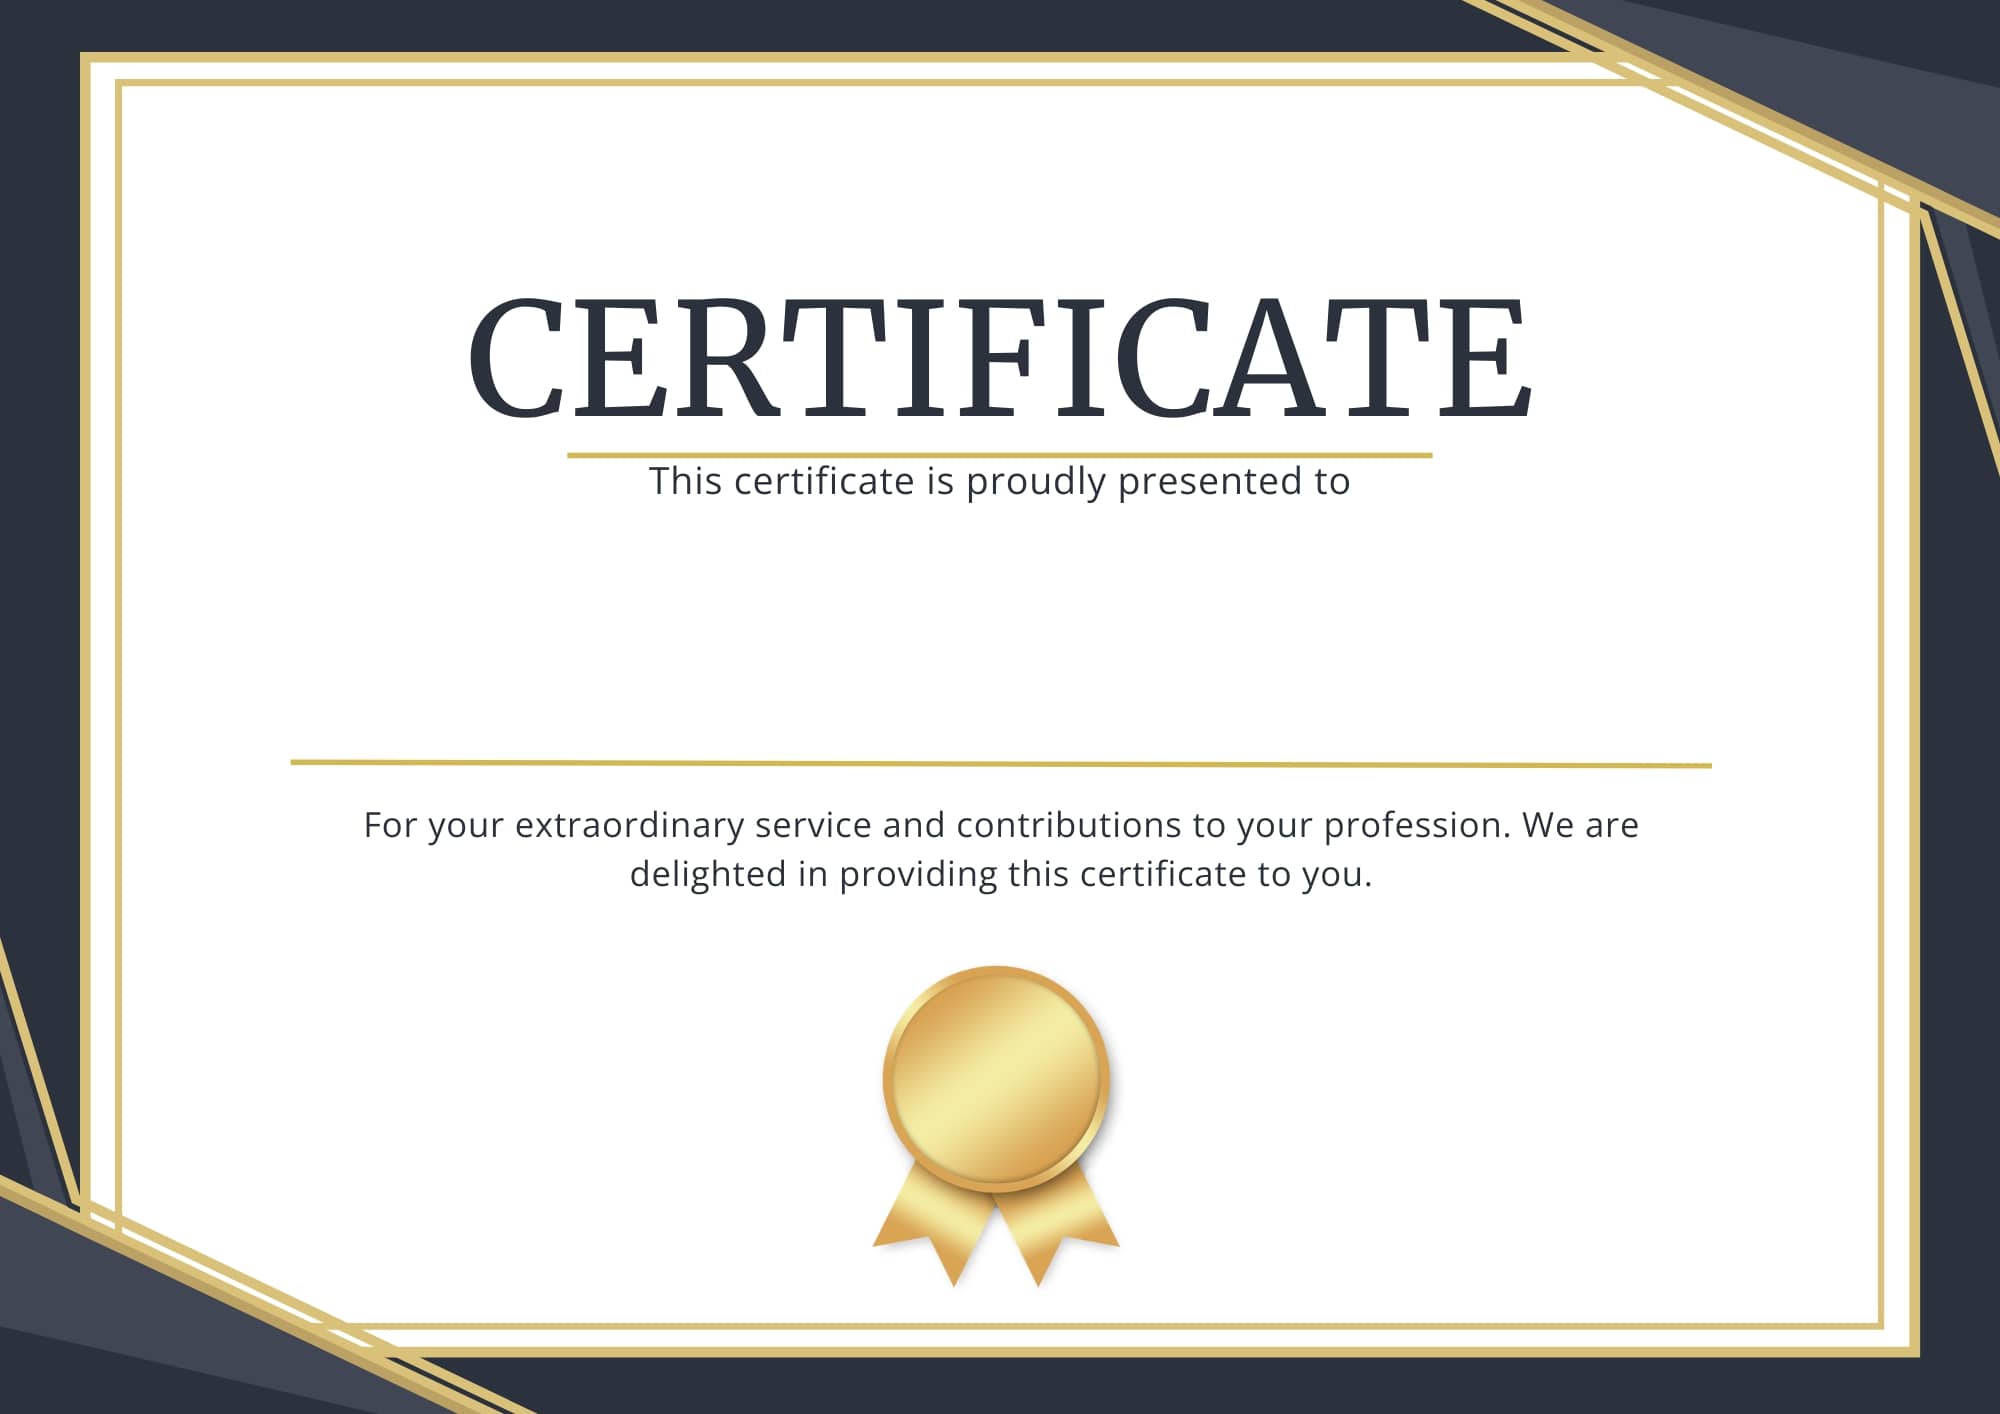 CERTIFICATE
This certificate is proudly presented to
For your extraordinary service and contributions to your profession. We are
delighted in providing this certificate to you.